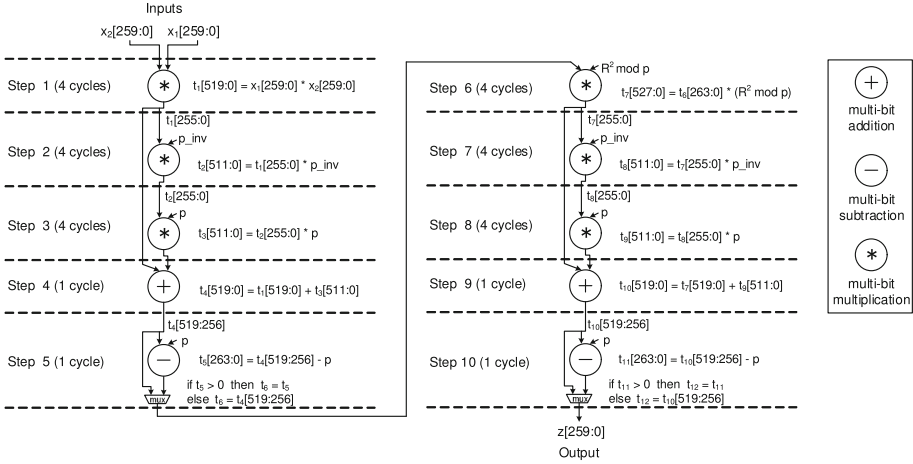 Inputs
x2[259:0] x1[259:0]
Step 1 (4 cycles)
*
t1[519:0] = x1[259:0] * x2[259:0]
t1[255:0]
p_inv
Step 2 (4 cycles)
*
t2[511:0] = t1[255:0] * p_inv
t2[255:0]
p
Step 3 (4 cycles)
*
t3[511:0] = t2[255:0] * p
Step 4 (1 cycle)
+
t4[519:0] = t1[519:0] + t3[511:0]
t4[519:256]
p
Step 5 (1 cycle)
−
t5[263:0] = t4[519:256] - p
if t5 > 0 then t6 = t5
else t6 = t4[519:256]
mux
R2 mod p
Step 6 (4 cycles)
*
t7[527:0] = t6[263:0] * (R2 mod p)
t7[255:0]
p_inv
Step 7 (4 cycles)
*
t8[511:0] = t7[255:0] * p_inv
t8[255:0]
p
Step 8 (4 cycles)
*
t9[511:0] = t8[255:0] * p
Step 9 (1 cycle)
+
t10[519:0] = t7[519:0] + t9[511:0]
t10[519:256]
p
Step 10 (1 cycle)
−
t11[263:0] = t10[519:256] - p
if t11 > 0 then t12 = t11
else t12 = t10[519:256]
mux
z[259:0]
Output
+
multi-bit
addition
−
multi-bit
subtraction
*
multi-bit
multiplication